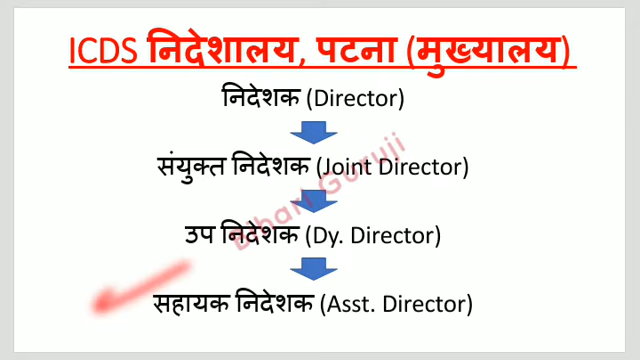 ICDS निदेशालय, पटना (मुख्यालय)
निदेशक (Director)
संयुक्त निदेशक (Joint Director)
उप निदेशक (Dy. Director)
सहायक निदेशक (Asst. Director)
Bihari Guruji